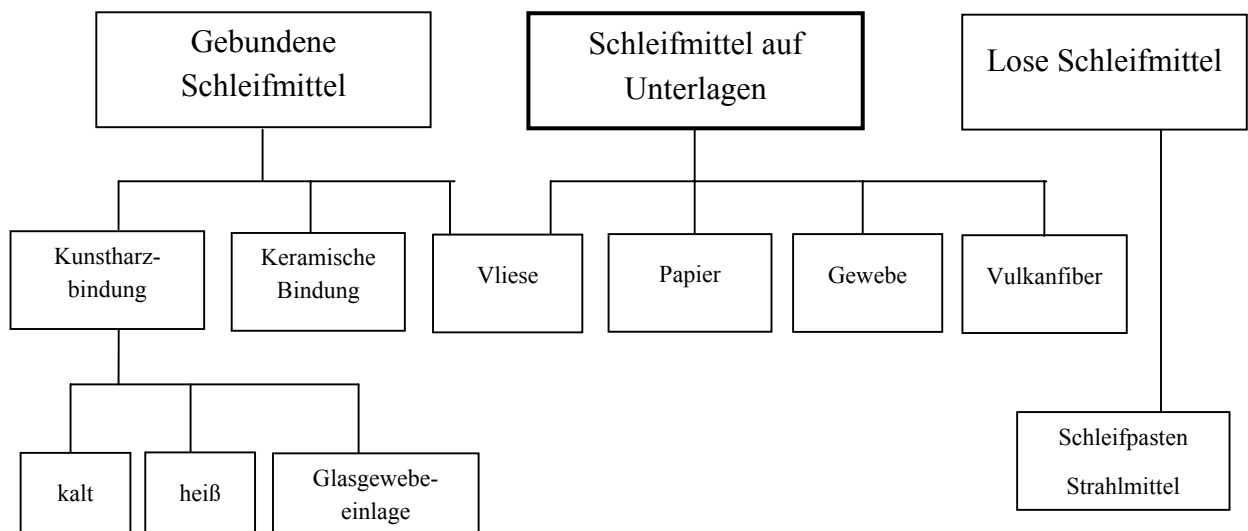 Gebundene
Schleifmittel
Schleifmittel auf
Unterlagen
Lose Schleifmittel
Kunstharz-
bindung
Keramische
Bindung
Vliese
Papier
Gewebe
Vulkanfiber
kalt
heiß
Glasgewebe-
einlage
Schleifpasten
Strahlmittel